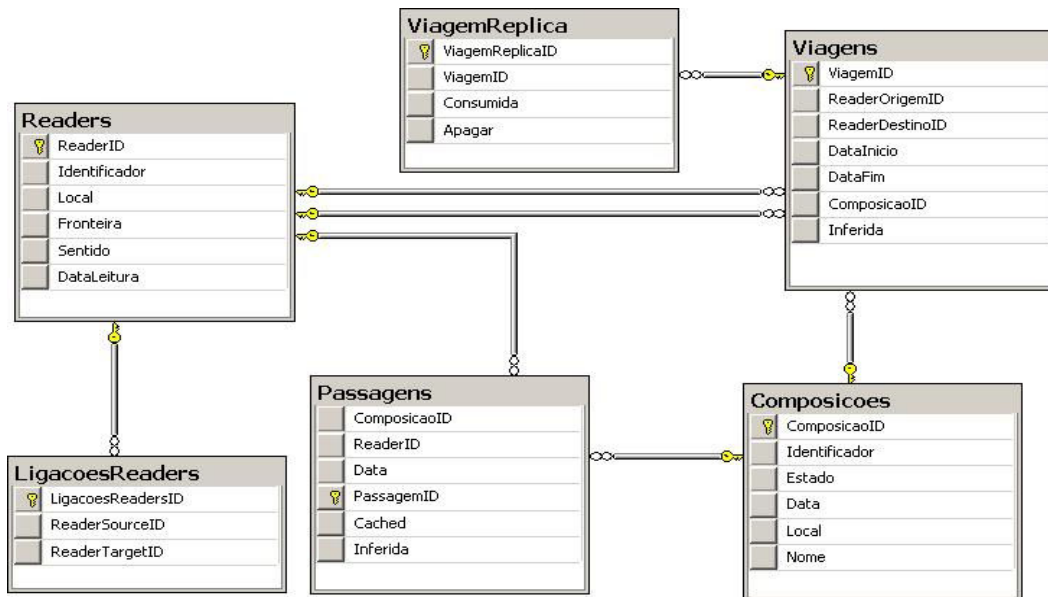 ViagemReplica
ViagemReplicaID
ViagemID
Consumida
Apagar
Viagens
ViagemID
ReaderOrigemID
ReaderDestinoID
DataInicio
DataFim
ComposicaoID
Inferida
Readers
ReaderID
Identificador
Local
Fronteira
Sentido
DataLeitura
Passagens
ComposicaoID
ReaderID
Data
PassagemID
Cached
Inferida
Composicoes
ComposicaoID
Identificador
Estado
Data
Local
Nome
LigacoesReaders
LigacoesReadersID
ReaderSourceID
ReaderTargetID